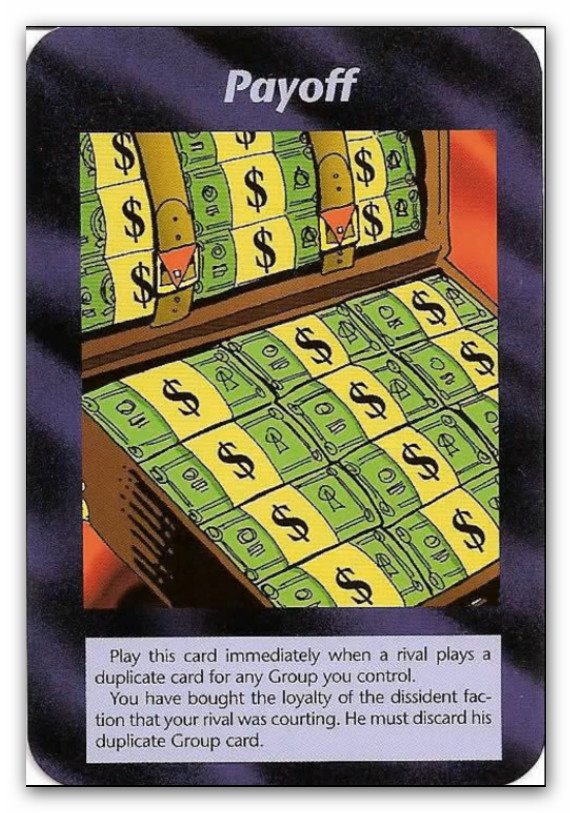 Payoff
Play this card immediately when a rival plays a
duplicate card for any Group you control.
You have bought the loyalty of the dissident fac-
tion that your rival was courting. He must discard his
duplicate Group card.